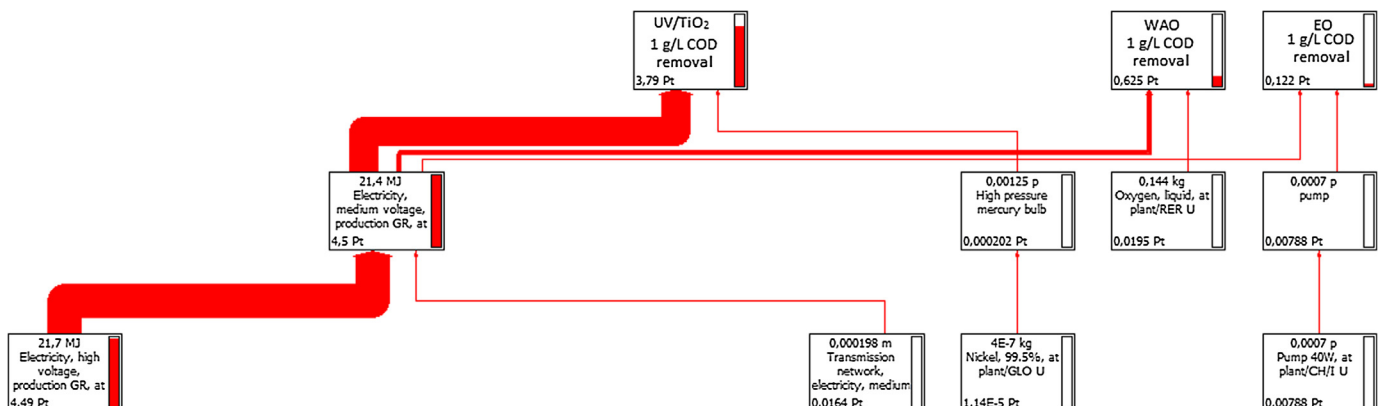 UV/TiO₂
1 g/L COD
removal
3,79 Pt
WAO
1 g/L COD
removal
0,625 Pt
EO
1 g/L COD
removal
0,122 Pt
21,4 MJ
Electricity,
medium voltage,
production GR, at
4,5 Pt
0,00125 p
High pressure
mercury bulb
0,000202 Pt
0,144 kg
Oxygen, liquid, at
plant/RER U
0,0195 Pt
0,0007 p
pump
0,00788 Pt
21,7 MJ
Electricity, high
voltage,
production GR, at
4,49 Pt
0,000198 m
Transmission
network,
electricity, medium
0,0164 Pt
4E-7 kg
Nickel, 99.5%, at
plant/GLO U
1,14E-5 Pt
0,0007 p
Pump 40W, at
plant/CH/I U
0,00788 Pt